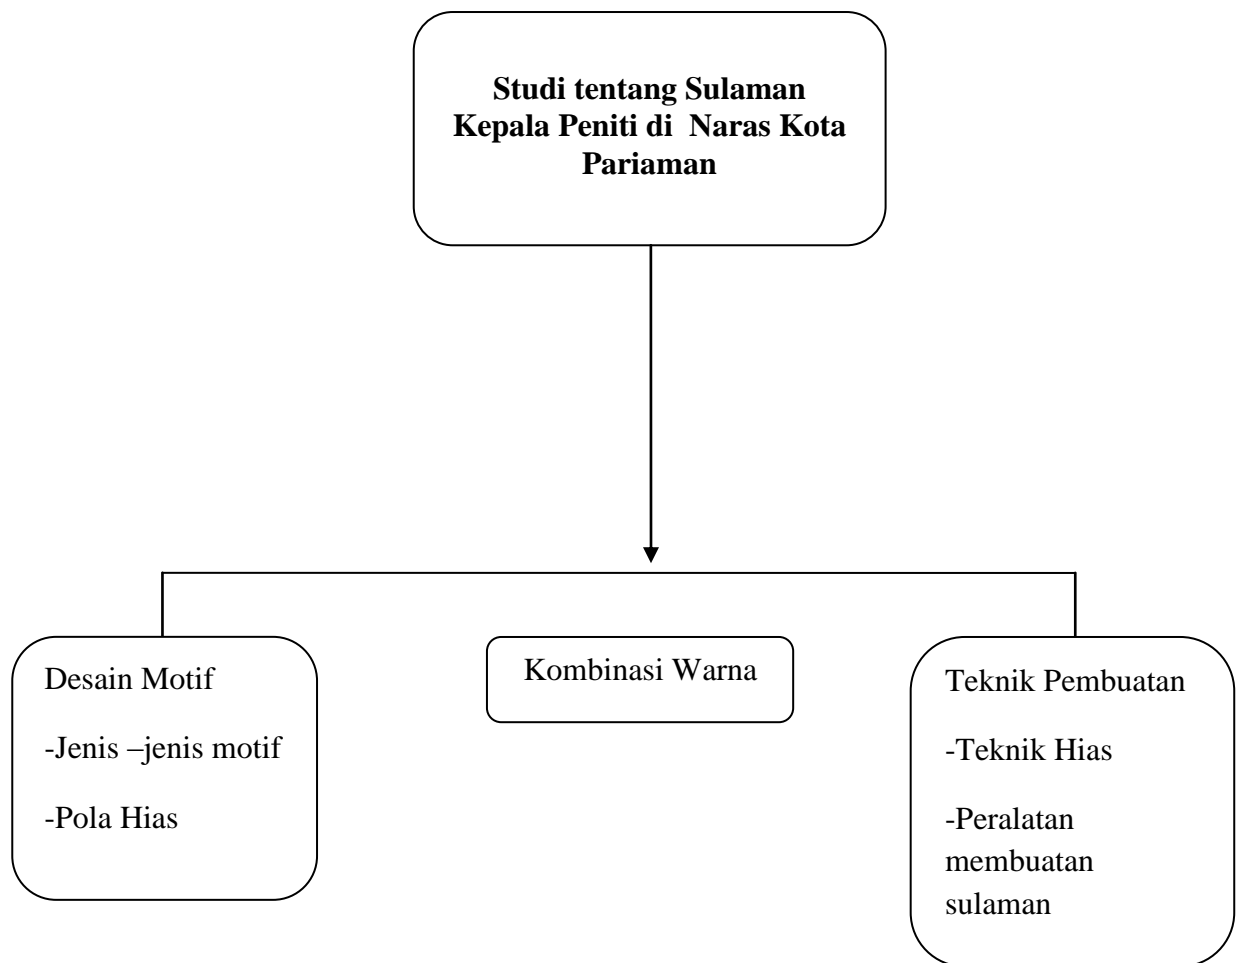 Studi tentang Sulaman
Kepala Peniti di  Naras Kota
Pariaman
Desain Motif
-Jenis –jenis motif
-Pola Hias
Kombinasi Warna
Teknik Pembuatan
-Teknik Hias
-Peralatan
membuatan
sulaman